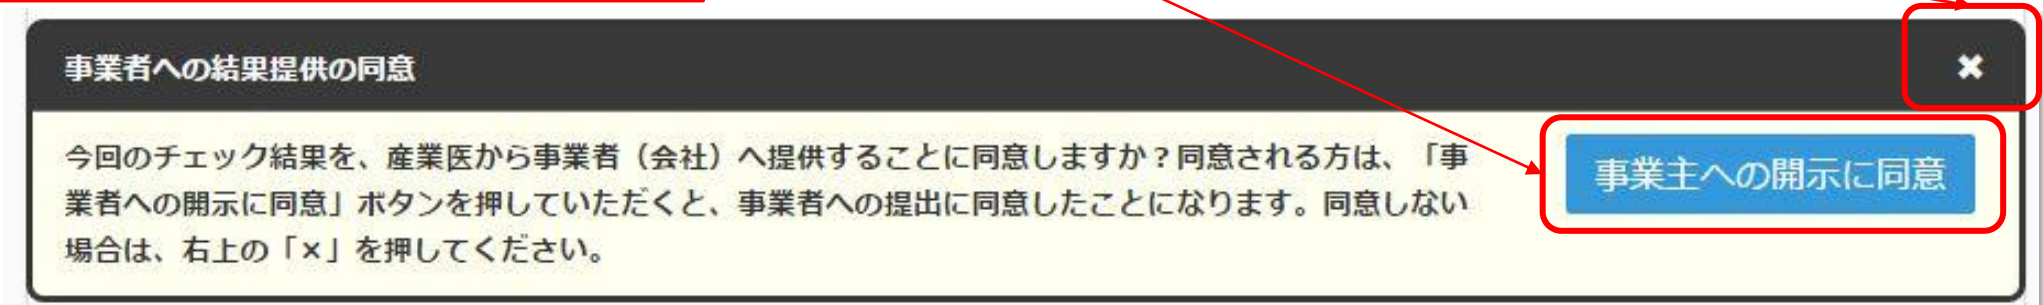 事業者への結果提供の同意
✖
今回のチェック結果を、産業医から事業者（会社）へ提供することに同意しますか？同意される方は、「事
業者への開示に同意」ボタンを押していただくと、事業者への提出に同意したことになります。同意しない
場合は、右上の「×」を押してください。
事業主への開示に同意